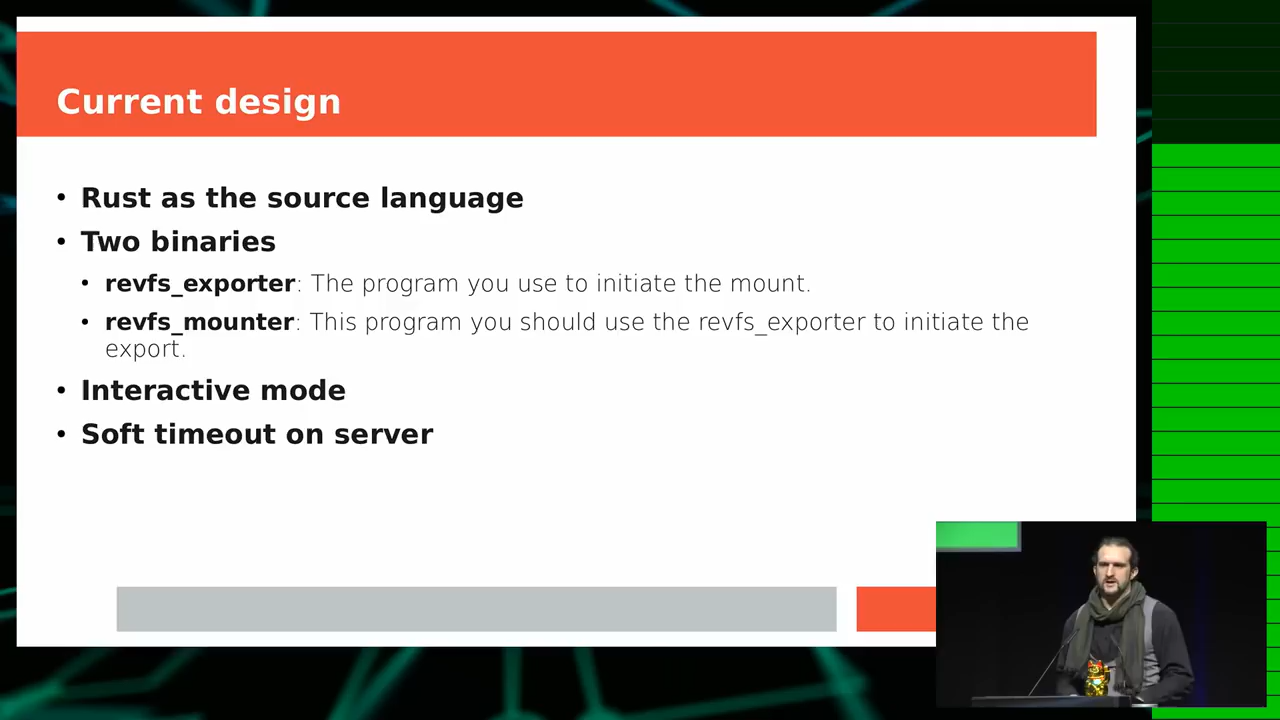 Current design
• Rust as the source language
• Two binaries
• revfs_exporter: The program you use to initiate the mount.
• revfs_mounter: This program you should use the revfs_exporter to initiate the
export.
• Interactive mode
• Soft timeout on server